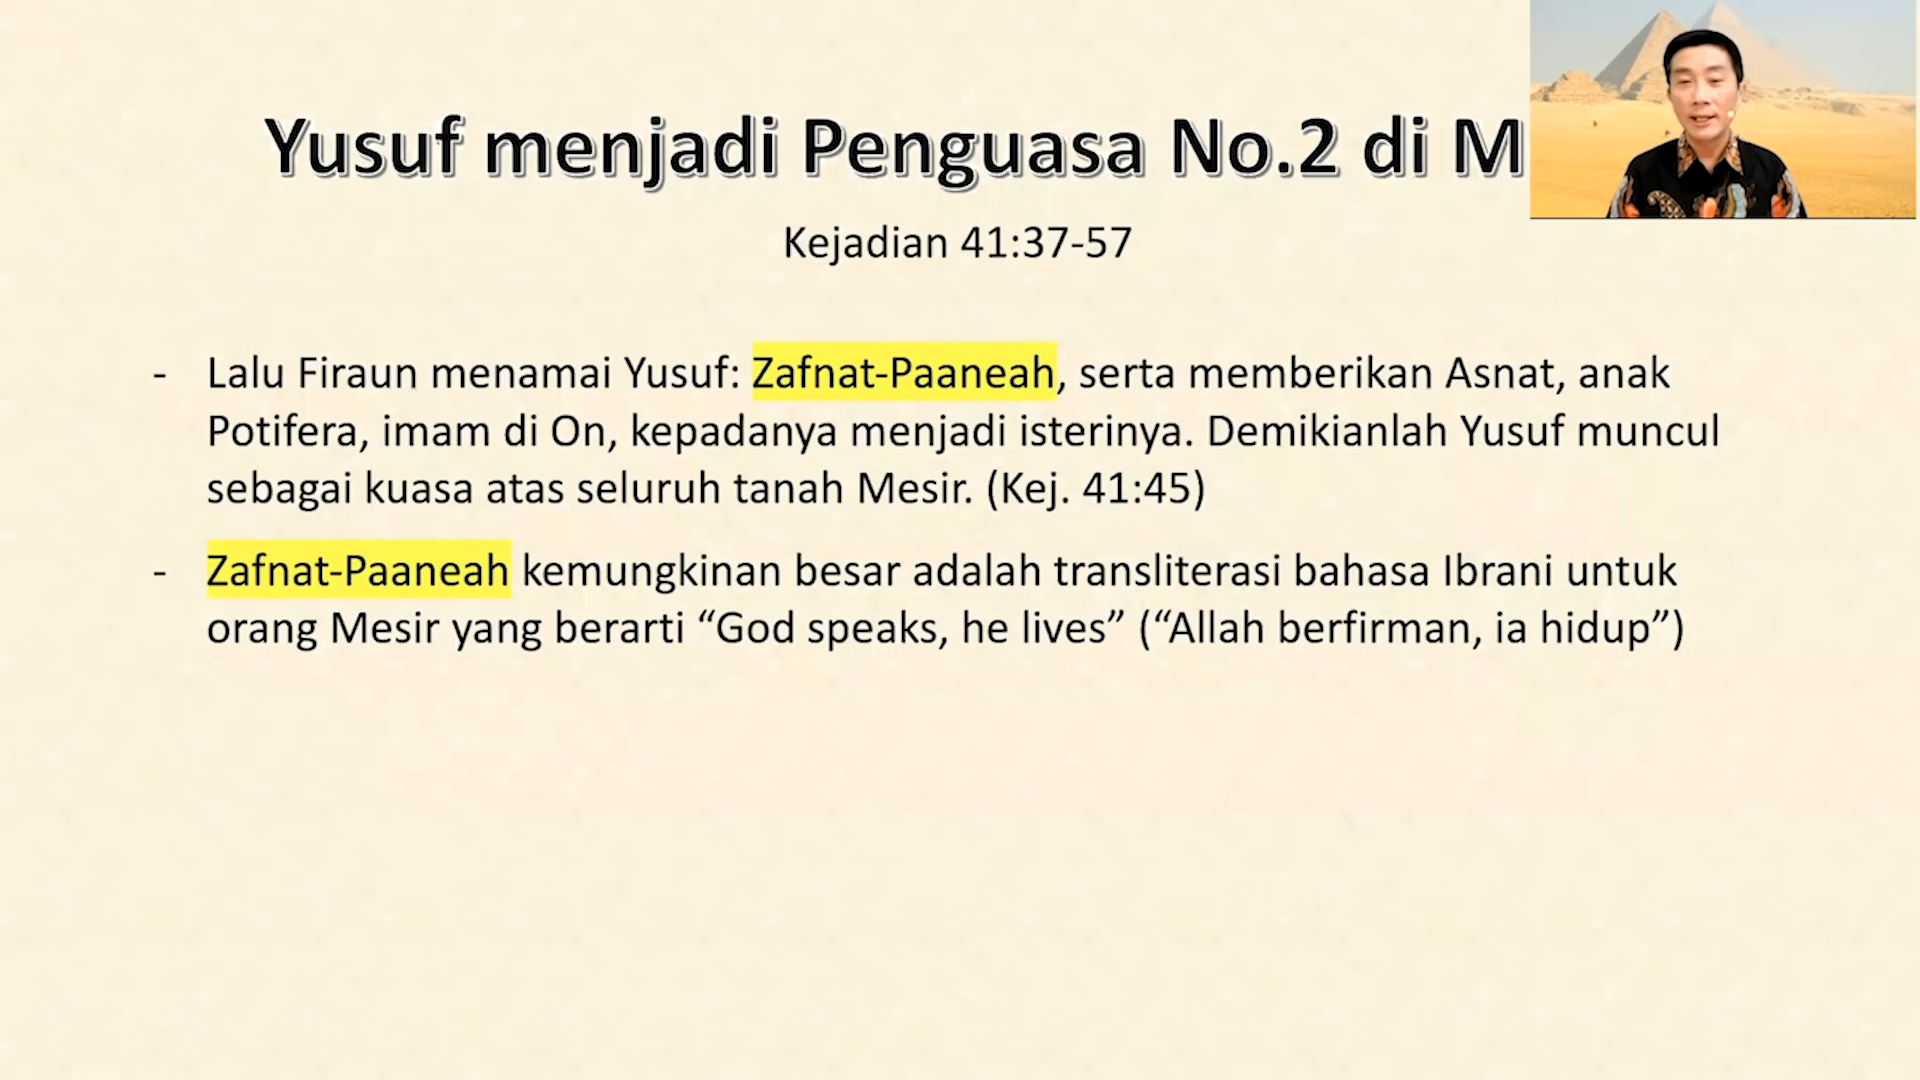 Yusuf menjadi Penguasa No.2 di M
Kejadian 41:37-57
- Lalu Firaun menamai Yusuf: Zafnat-Paaneah, serta memberikan Asnat, anak
Potifera, imam di On, kepadanya menjadi isterinya. Demikianlah Yusuf muncul
sebagai kuasa atas seluruh tanah Mesir. (Kej. 41:45)
- Zafnat-Paaneah kemungkinan besar adalah transliterasi bahasa Ibrani untuk
orang Mesir yang berarti “God speaks, he lives” (“Allah berfirman, ia hidup”)